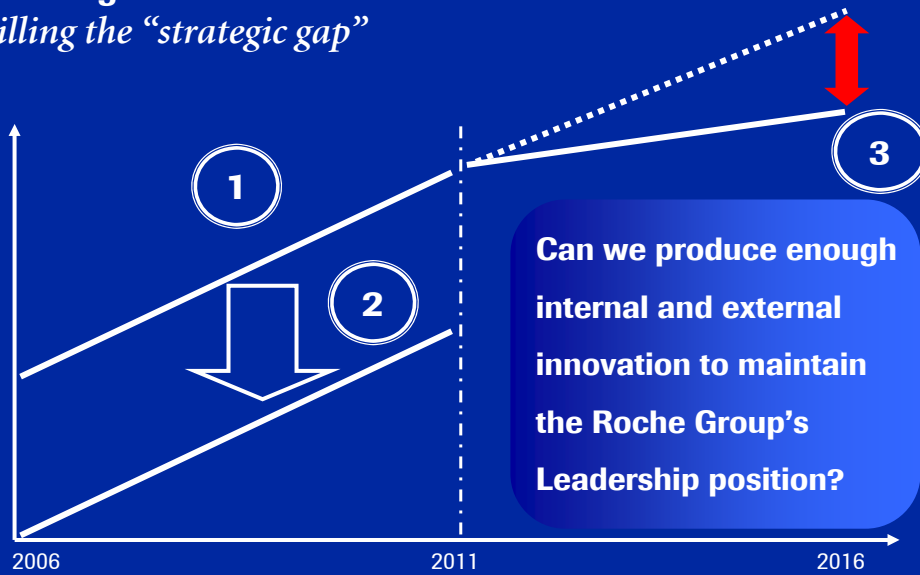 illing the “strategic gap”
1
2
3
Can we produce enough
internal and external
innovation to maintain
the Roche Group’s
Leadership position?
2006
2011
2016